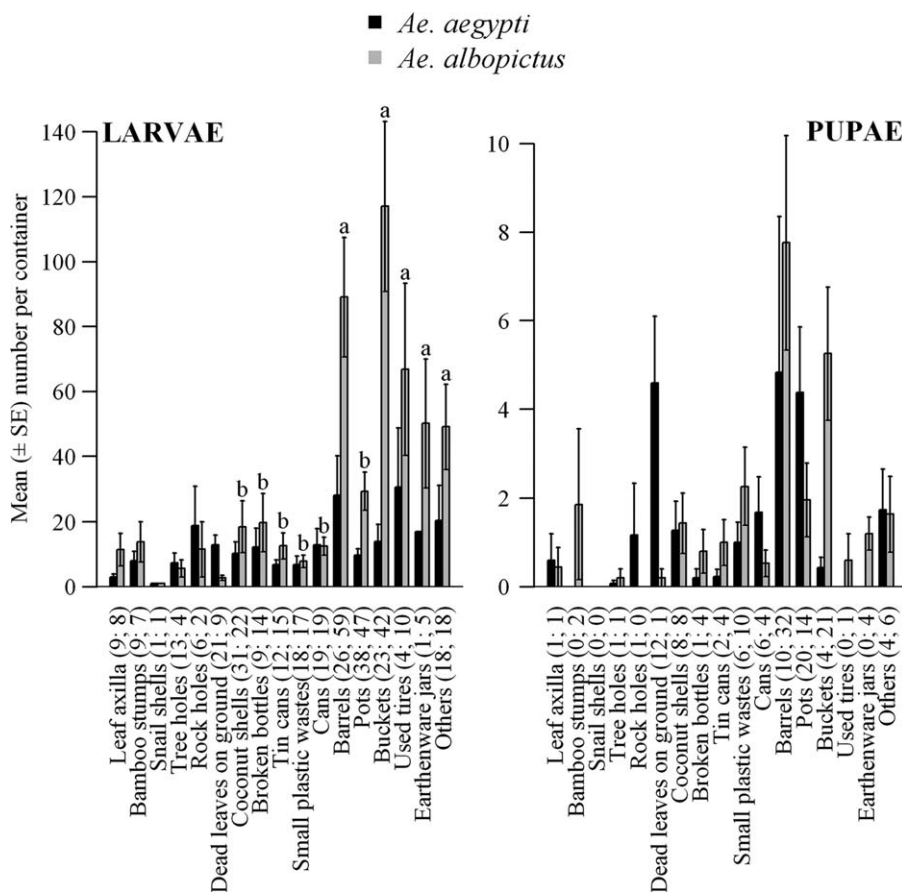 Ae. aegypti
Ae. albopictus
LARVAE
PUPAE
Mean (± SE) number per container
140
120
100
80
60
40
20
0
b
b
b
b
b
a
b
a
a
a
a
Leaf axilla (9; 8)
Bamboo stumps (9; 7)
Snail shells (1; 1)
Tree holes (13; 4)
Rock holes (6; 2)
Dead leaves on ground (21; 9)
Coconut shells (31; 22)
Broken bottles (9; 14)
Tin cans (12; 15)
Small plastic wastes(18; 17)
Cans (19; 19)
Barrels (26; 59)
Pots (38; 47)
Buckets (23; 42)
Used tires (4; 10)
Earthenware jars (1; 5)
Others (18; 18)
10
8
6
4
2
0
Leaf axilla (1; 1)
Bamboo stumps (0; 2)
Snail shells (0; 0)
Tree holes (1; 1)
Rock holes (1; 0)
Dead leaves on ground (12; 1)
Coconut shells (8; 8)
Broken bottles (1; 4)
Tin cans (2; 4)
Small plastic wastes (6; 10)
Cans (6; 4)
Barrels (10; 32)
Pots (20; 14)
Buckets (4; 21)
Used tires (0; 1)
Earthenware jars (0; 4)
Others (4; 6)